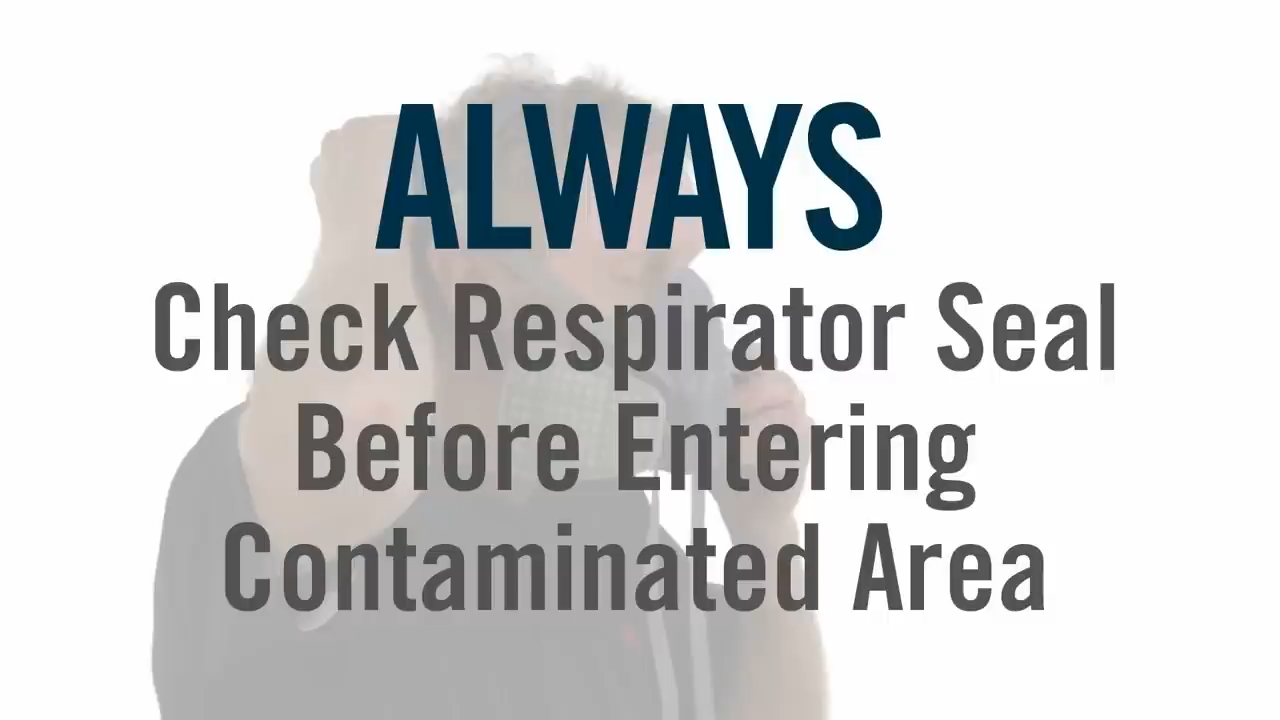 ALWAYS
Check Respirator Seal
Before Entering
Contaminated Area